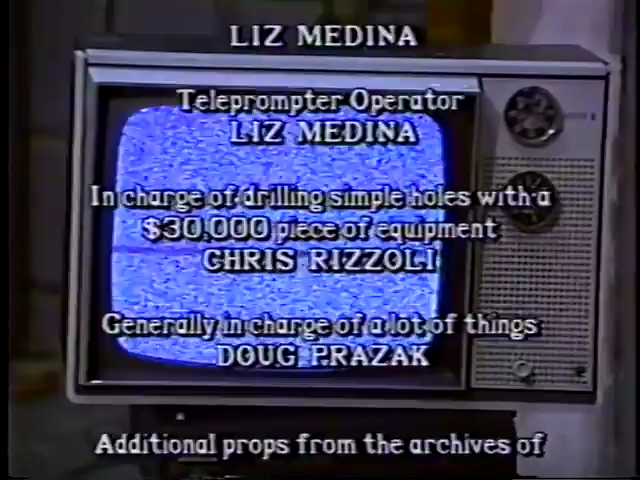 LIZ MEDINA
Teleprompter Operator
LIZ MEDINA
In charge of drilling simple holes with a
$30,000 piece of equipment
CHRIS RIZZOLI
Generally in charge of a lot of things
DOUG PRAZAK
Additional props from the archives of